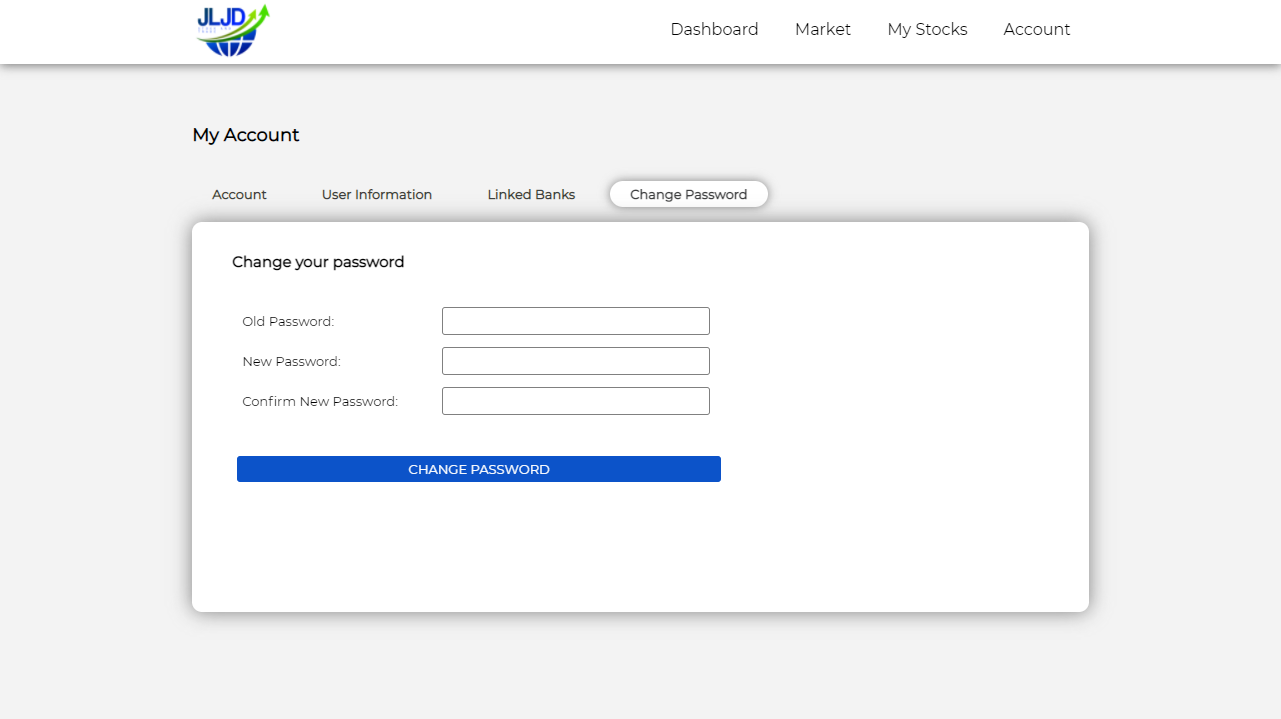 JLJD
Dashboard Market My Stocks Account
My Account
Account User Information Linked Banks Change Password
Change your password
Old Password:
New Password:
Confirm New Password:
CHANGE PASSWORD